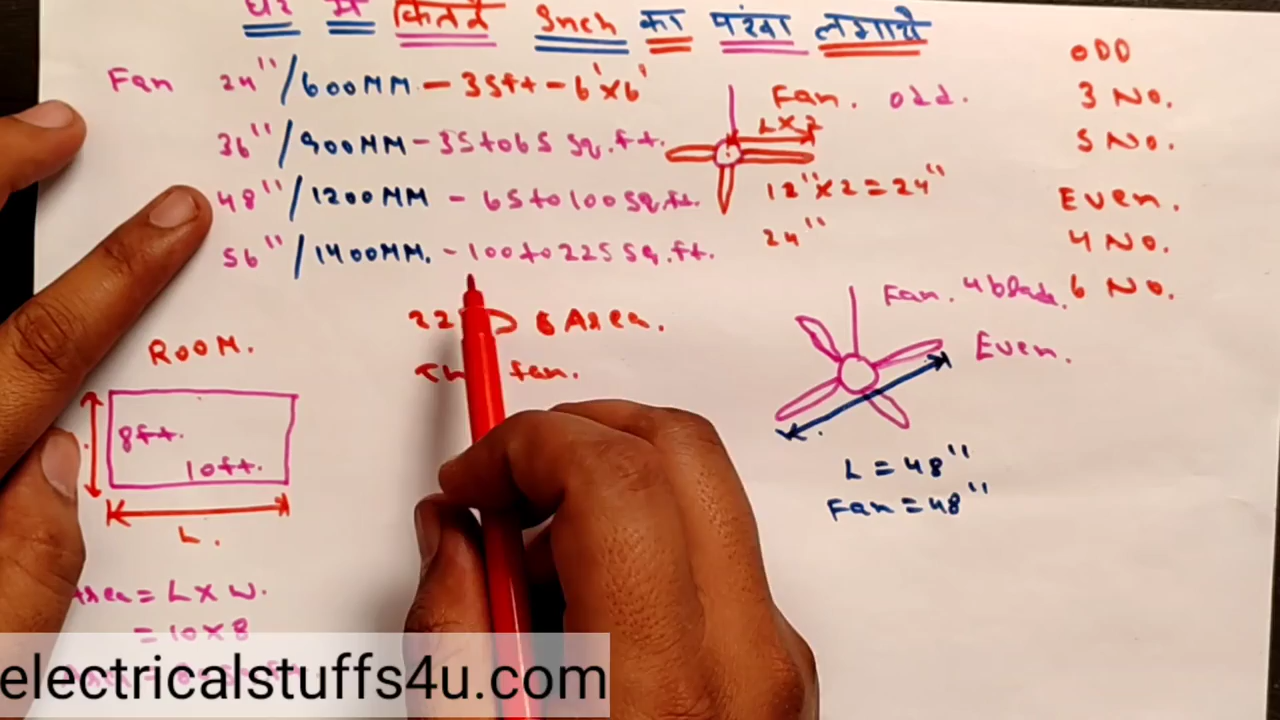 घर में कितने Inch का पंखा लगाये
Fan 24"/600MM - 35ft - 6'x6'
36"/900MM - 35 to 65 sq.ft.
48"/1200MM - 65 to 100 sq.ft.
56"/1400MM. - 100 to 225 sq.ft.
Area.
fan.
ROOM.
8ft.
10ft.
L.
= L x W.
= 10 x 8
Fan. odd.
L x 2
12" x 2 = 24"
24"
ODD
3 No.
5 No.
Even.
4 No.
6 No.
Fan. 4 blade.
Even.
L = 48"
Fan = 48"
electricalstuffs4u.com